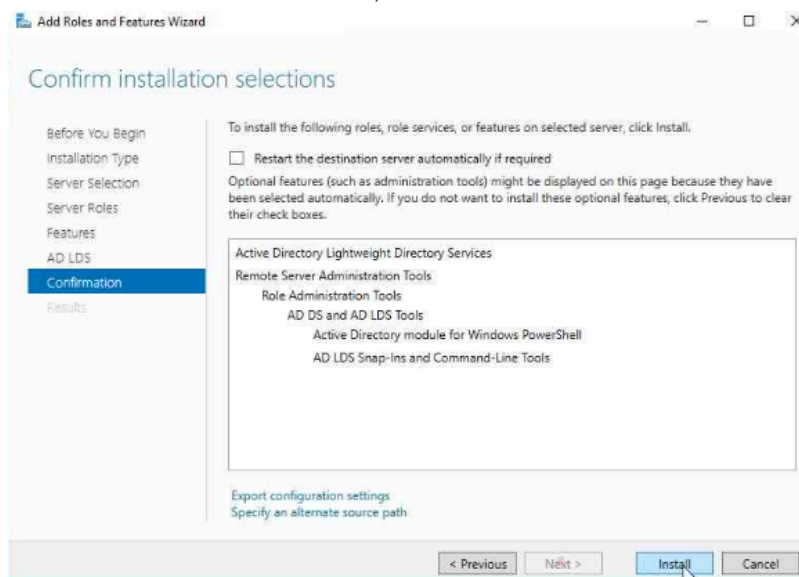 Add Roles and Features Wizard
Confirm installation selections
Before You Begin
Installation Type
Server Selection
Server Roles
Features
AD LDS
Confirmation
Results
To install the following roles, role services, or features on selected server, click Install.
Restart the destination server automatically if required
Optional features (such as administration tools) might be displayed on this page because they have
been selected automatically. If you do not want to install these optional features, click Previous to clear
their check boxes.
Active Directory Lightweight Directory Services
Remote Server Administration Tools
Role Administration Tools
AD DS and AD LDS Tools
Active Directory module for Windows PowerShell
AD LDS Snap-Ins and Command-Line Tools
Export configuration settings
Specify an alternate source path
< Previous
Next >
Install
Cancel